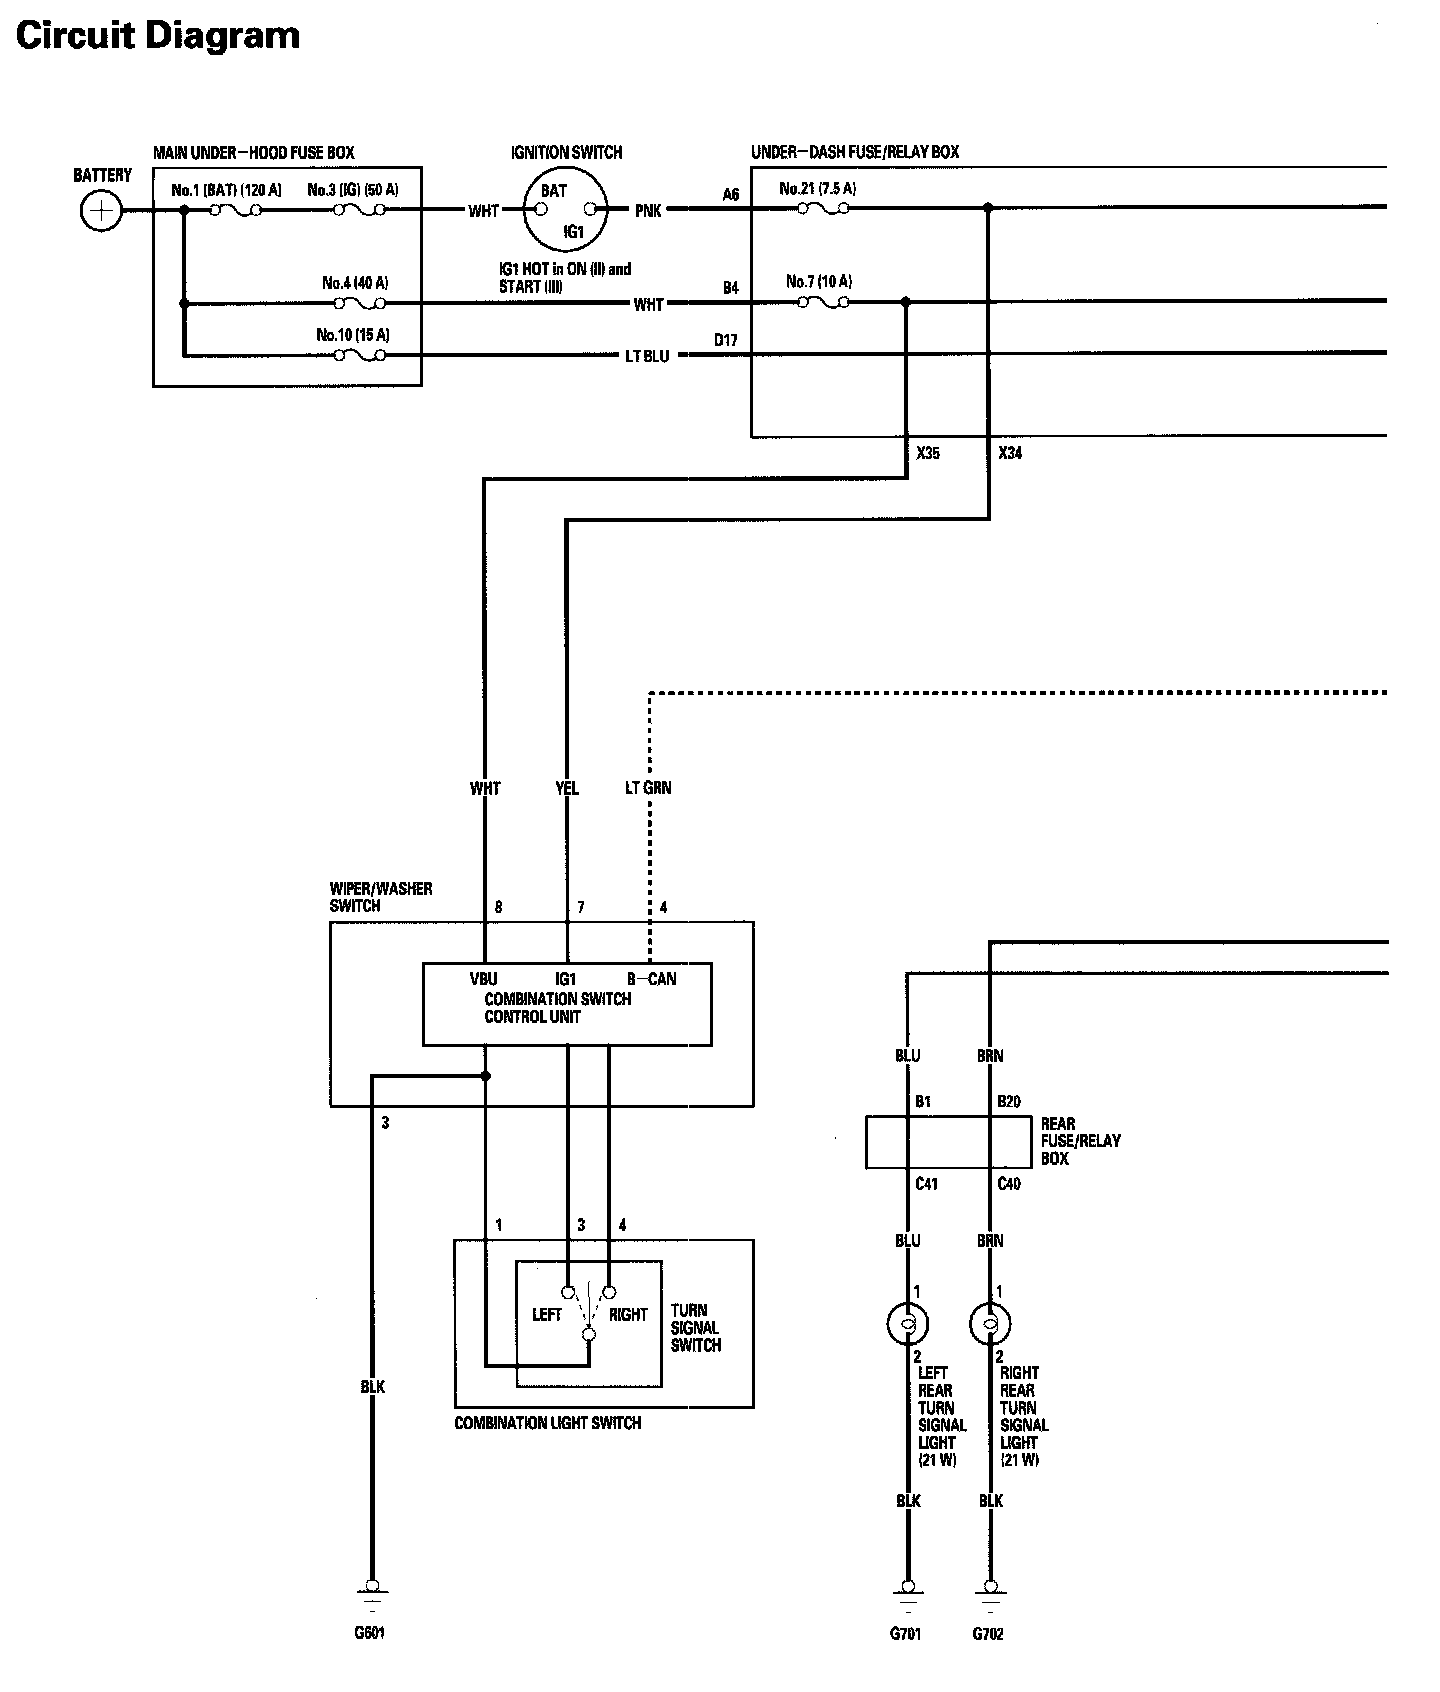 Circuit Diagram
MAIN UNDER-HOOD FUSE BOX
IGNITION SWITCH
UNDER-DASH FUSE/RELAY BOX
BATTERY
No.1 (BAT) (120 A)
No.3 (IG) (50 A)
BAT
A6
No.21 (7.5 A)
WHT
PNK
IG1
IG1 HOT in ON (II) and
START (III)
No.4 (40 A)
B4
No.7 (10 A)
WHT
No.10 (15 A)
D17
LT BLU
X35
X34
WHT
YEL
LT GRN
WIPER/WASHER
SWITCH
8
7
4
VBU
IG1
B-CAN
COMBINATION SWITCH
CONTROL UNIT
BLU
BRN
B1
B20
3
REAR
FUSE/RELAY
BOX
C41
C40
1
3
4
BLU
BRN
1
1
LEFT
RIGHT
TURN
SIGNAL
SWITCH
2
2
LEFT
REAR
TURN
SIGNAL
LIGHT
(21 W)
RIGHT
REAR
TURN
SIGNAL
LIGHT
(21 W)
BLK
COMBINATION LIGHT SWITCH
BLK
BLK
G601
G701
G702